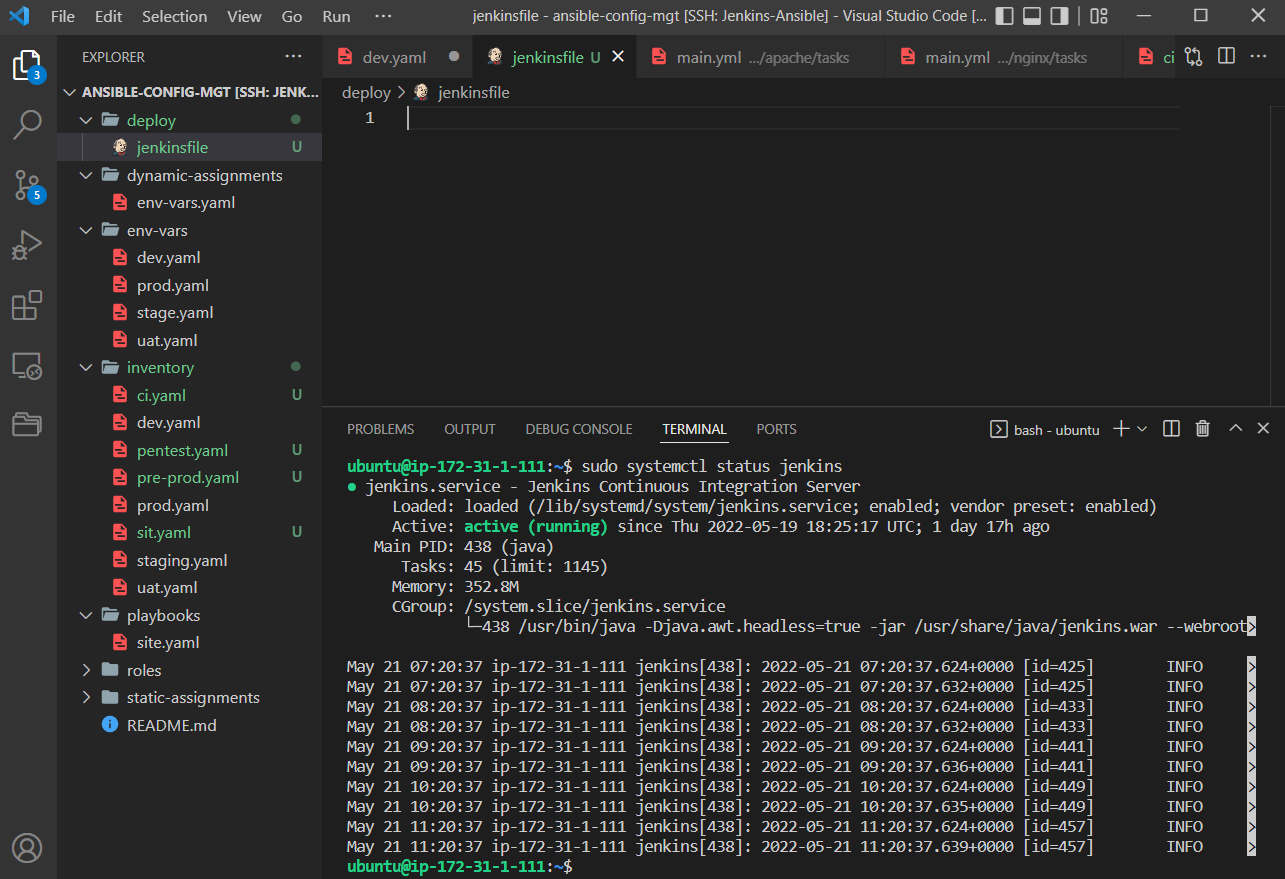 File Edit Selection View Go Run ··· jenkinsfile - ansible-config-mgt [SSH: Jenkins-Ansible] - Visual Studio Code [...
EXPLORER ···
3
5
ANSIBLE-CONFIG-MGT [SSH: JENK...
deploy
jenkinsfile U
dynamic-assignments
env-vars.yaml
env-vars
dev.yaml
prod.yaml
stage.yaml
uat.yaml
inventory
ci.yaml U
dev.yaml
pentest.yaml U
pre-prod.yaml U
prod.yaml
sit.yaml U
staging.yaml
uat.yaml
playbooks
site.yaml
roles
static-assignments
README.md
dev.yaml jenkinsfile U main.yml .../apache/tasks main.yml .../nginx/tasks ci
deploy > jenkinsfile
1
PROBLEMS OUTPUT DEBUG CONSOLE TERMINAL PORTS bash - ubuntu
ubuntu@ip-172-31-1-111:~$ sudo systemctl status jenkins
● jenkins.service - Jenkins Continuous Integration Server
Loaded: loaded (/lib/systemd/system/jenkins.service; enabled; vendor preset: enabled)
Active: active (running) since Thu 2022-05-19 18:25:17 UTC; 1 day 17h ago
Main PID: 438 (java)
Tasks: 45 (limit: 1145)
Memory: 352.8M
CGroup: /system.slice/jenkins.service
└─438 /usr/bin/java -Djava.awt.headless=true -jar /usr/share/java/jenkins.war --webroot>
May 21 07:20:37 ip-172-31-1-111 jenkins[438]: 2022-05-21 07:20:37.624+0000 [id=425] INFO >
May 21 07:20:37 ip-172-31-1-111 jenkins[438]: 2022-05-21 07:20:37.632+0000 [id=425] INFO >
May 21 08:20:37 ip-172-31-1-111 jenkins[438]: 2022-05-21 08:20:37.624+0000 [id=433] INFO >
May 21 08:20:37 ip-172-31-1-111 jenkins[438]: 2022-05-21 08:20:37.632+0000 [id=433] INFO >
May 21 09:20:37 ip-172-31-1-111 jenkins[438]: 2022-05-21 09:20:37.624+0000 [id=441] INFO >
May 21 09:20:37 ip-172-31-1-111 jenkins[438]: 2022-05-21 09:20:37.636+0000 [id=441] INFO >
May 21 10:20:37 ip-172-31-1-111 jenkins[438]: 2022-05-21 10:20:37.624+0000 [id=449] INFO >
May 21 10:20:37 ip-172-31-1-111 jenkins[438]: 2022-05-21 10:20:37.635+0000 [id=449] INFO >
May 21 11:20:37 ip-172-31-1-111 jenkins[438]: 2022-05-21 11:20:37.624+0000 [id=457] INFO >
May 21 11:20:37 ip-172-31-1-111 jenkins[438]: 2022-05-21 11:20:37.639+0000 [id=457] INFO >
ubuntu@ip-172-31-1-111:~$